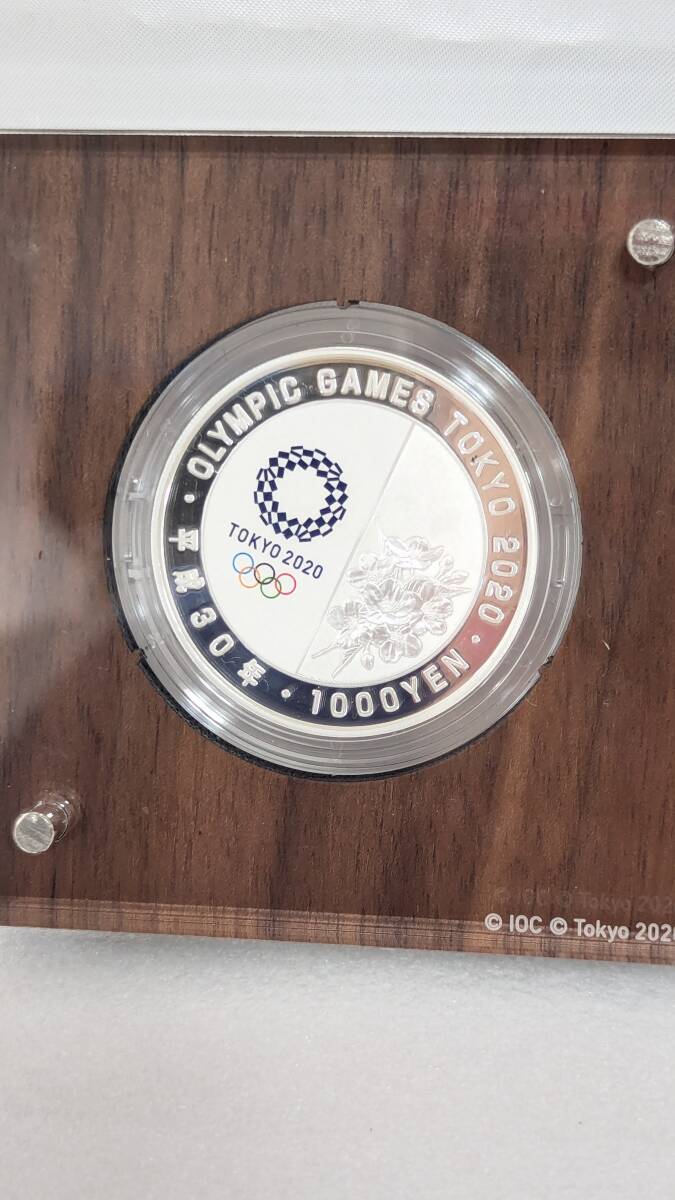 OLYMPIC GAMES TOKYO 2020
TOKYO 2020
平成30年・1000YEN
© IOC © Tokyo 2020